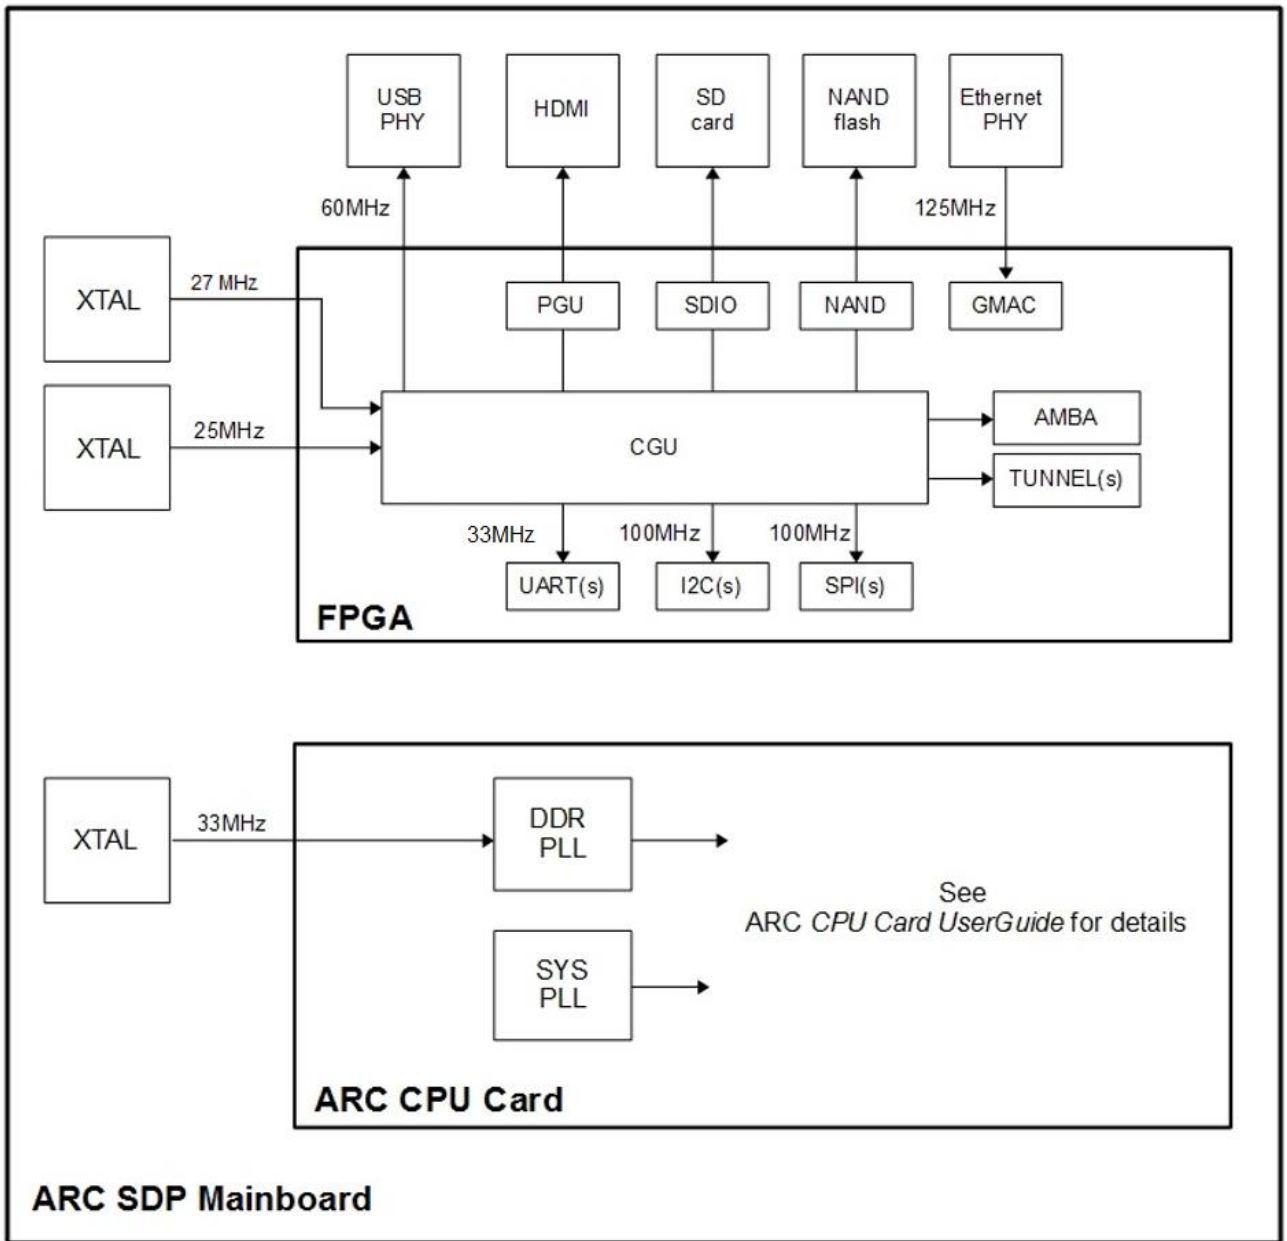 USB
PHY
HDMI
SD
card
NAND
flash
Ethernet
PHY
60MHz
125MHz
XTAL
27 MHz
PGU
SDIO
NAND
GMAC
XTAL
25MHz
CGU
AMBA
TUNNEL(s)
33MHz
100MHz
100MHz
UART(s)
I2C(s)
SPI(s)
FPGA
XTAL
33MHz
DDR
PLL
See
ARC CPU Card UserGuide for details
SYS
PLL
ARC CPU Card
ARC SDP Mainboard